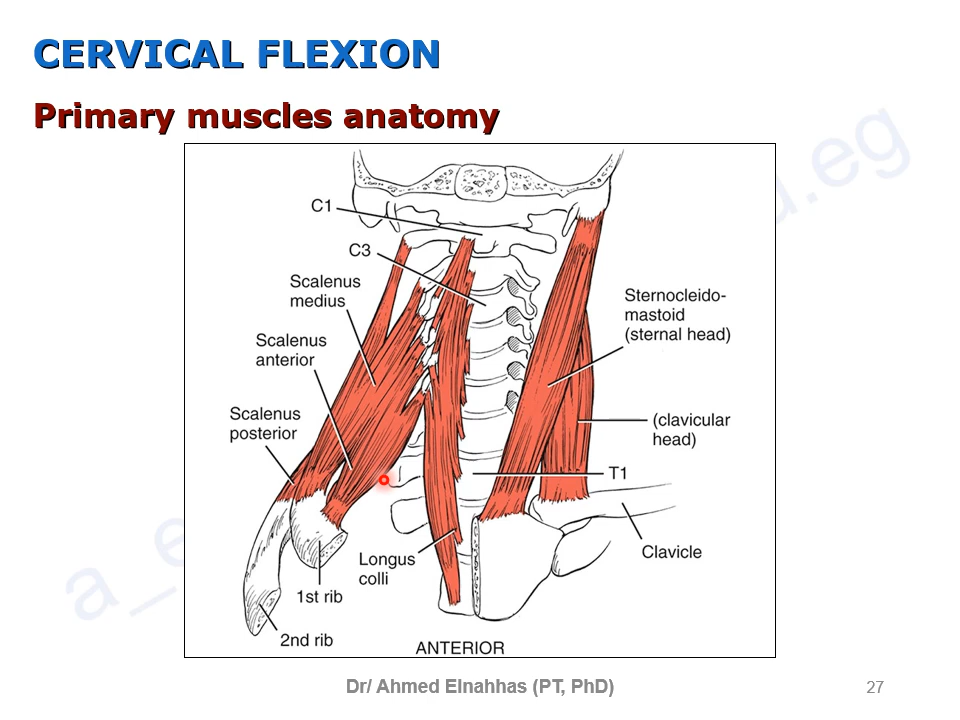 CERVICAL FLEXION
Primary muscles anatomy
C1
C3
Scalenus
medius
Scalenus
anterior
Scalenus
posterior
Sternocleido-
mastoid
(sternal head)
(clavicular
head)
T1
Clavicle
Longus
colli
1st rib
2nd rib
ANTERIOR
Dr/ Ahmed Elnahhas (PT, PhD)
27